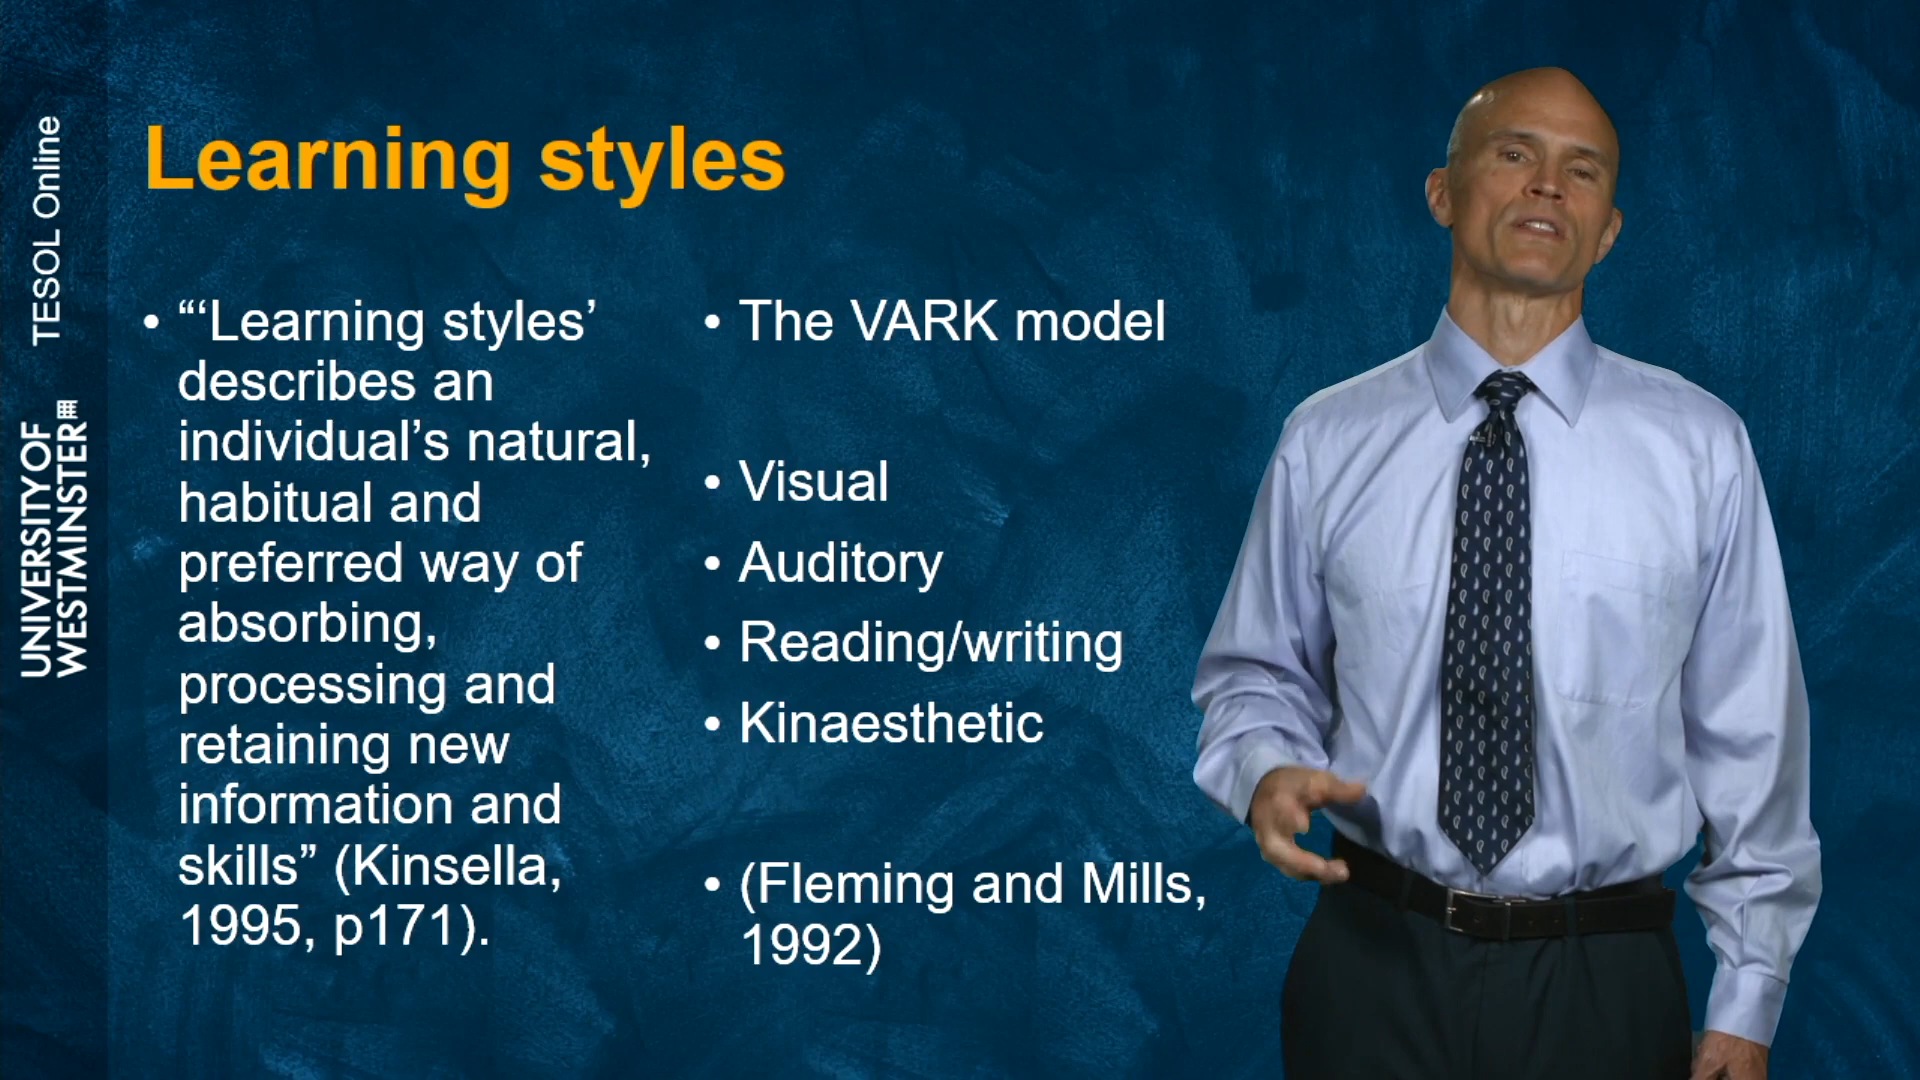 TESOL Online
UNIVERSITY OF
WESTMINSTER
Learning styles
• “‘Learning styles’
describes an
individual’s natural,
habitual and
preferred way of
absorbing,
processing and
retaining new
information and
skills” (Kinsella,
1995, p171).
• The VARK model
• Visual
• Auditory
• Reading/writing
• Kinaesthetic
• (Fleming and Mills,
1992)